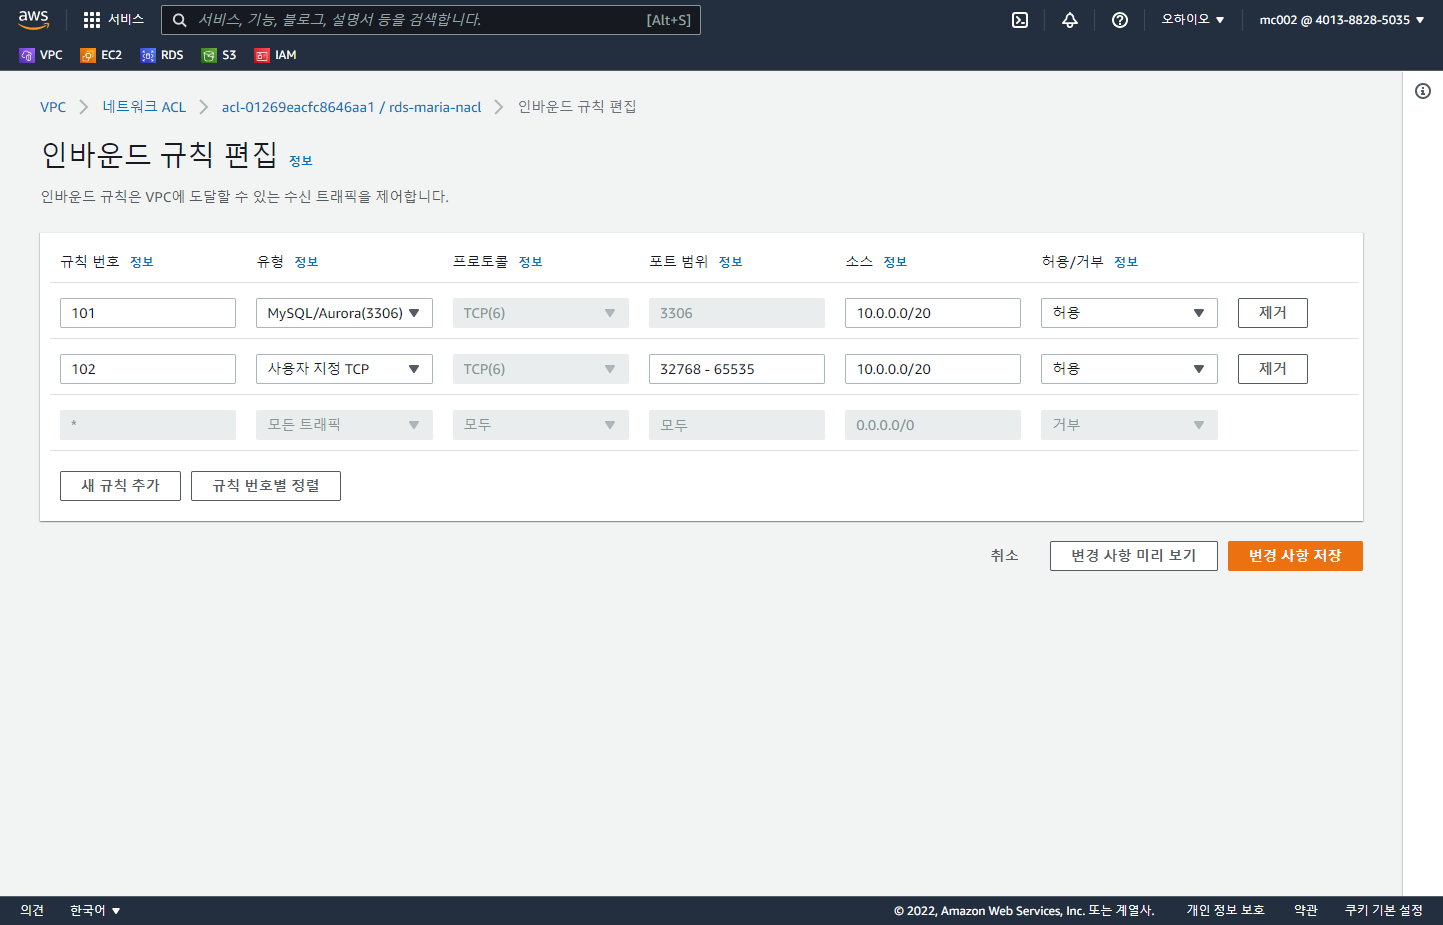 aws 서비스 서비스, 기능, 블로그, 설명서 등을 검색합니다. [Alt+S] 오하이오 ▼ mc002 @ 4013-8828-5035 ▼
VPC EC2 RDS S3 IAM
VPC > 네트워크 ACL > acl-01269eacfc8646aa1 / rds-maria-nacl > 인바운드 규칙 편집
인바운드 규칙 편집 정보
인바운드 규칙은 VPC에 도달할 수 있는 수신 트래픽을 제어합니다.
규칙 번호 정보 유형 정보 프로토콜 정보 포트 범위 정보 소스 정보 허용/거부 정보
101 MySQL/Aurora(3306) ▼ TCP(6) ▼ 3306 10.0.0.0/20 허용 ▼ 제거
102 사용자 지정 TCP ▼ TCP(6) ▼ 32768 - 65535 10.0.0.0/20 허용 ▼ 제거
* 모든 트래픽 ▼ 모두 ▼ 모두 0.0.0.0/0 거부 ▼
새 규칙 추가 규칙 번호별 정렬
취소 변경 사항 미리 보기 변경 사항 저장
의견 한국어 ▼ © 2022, Amazon Web Services, Inc. 또는 계열사. 개인 정보 보호 약관 쿠키 기본 설정